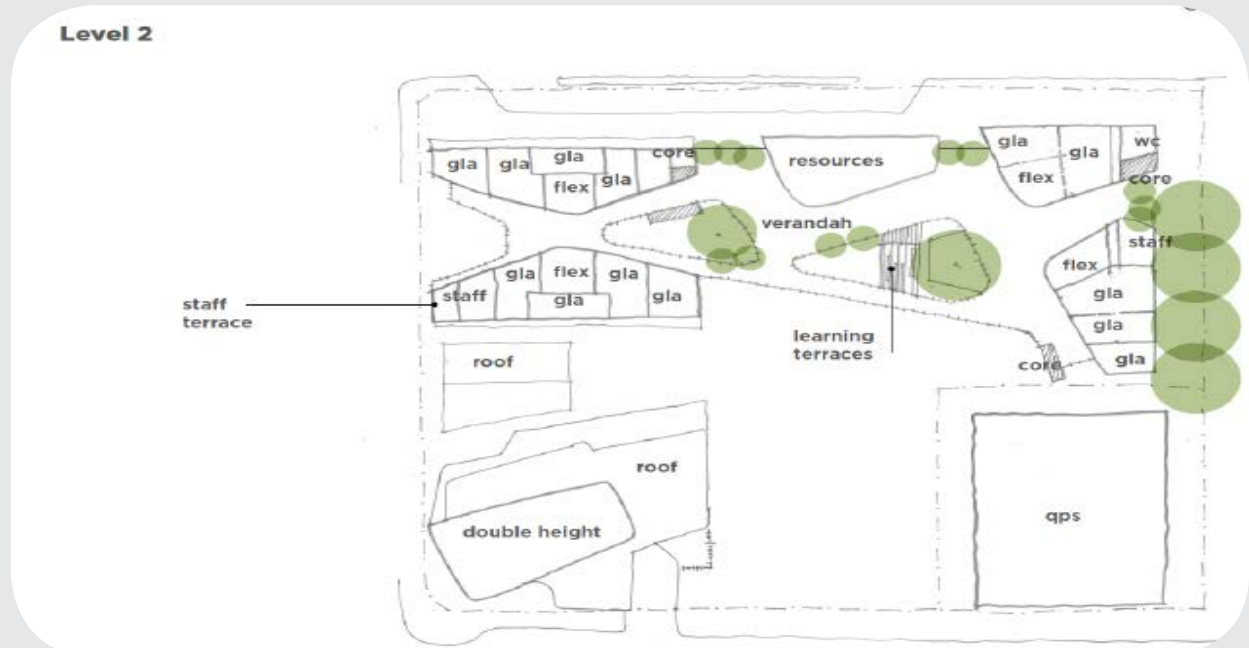 Level 2
gla
gla
gla
flex
gla
core
resources
gla
flex
gla
wc
core
verandah
staff
flex
gla
gla
gla
core
staff
terrace
staff
gla
flex
gla
gla
gla
learning
terraces
roof
roof
double height
qps